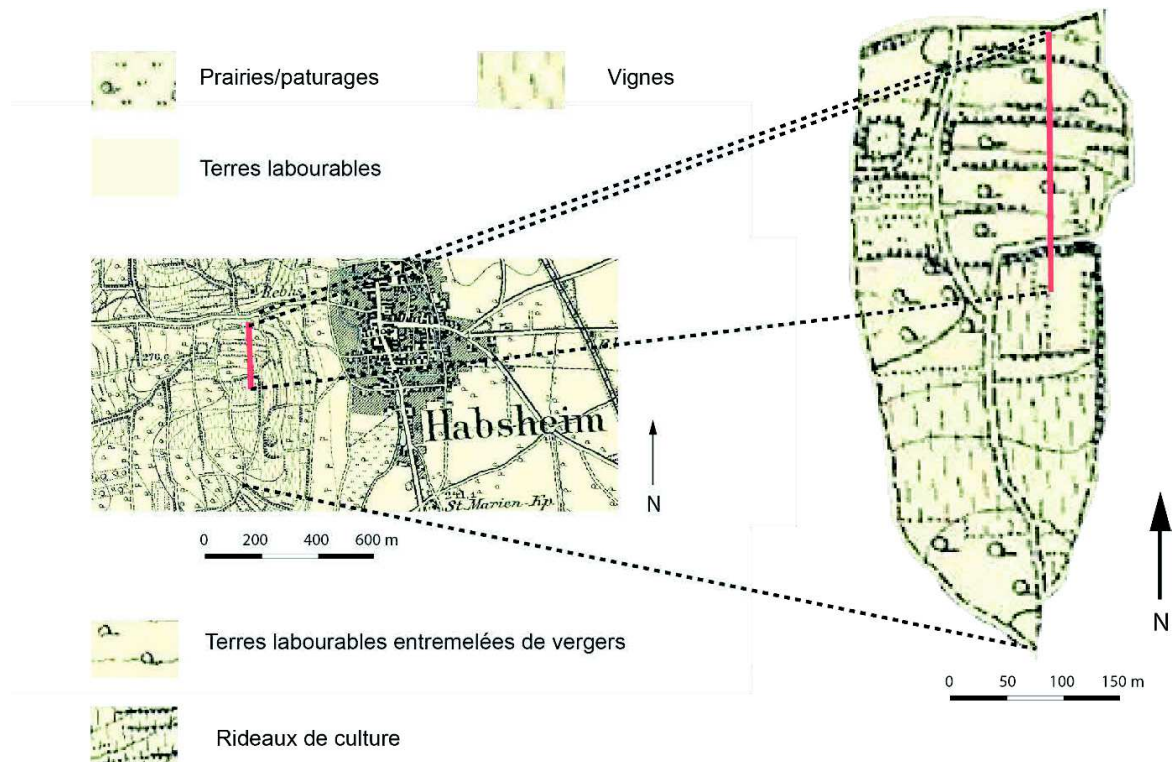 Prairies/paturages
Vignes
Terres labourables
Habsheim
St. Marien-Kp.
N
0 200 400 600 m
N
0 50 100 150 m
Terres labourables entremelées de vergers
Rideaux de culture